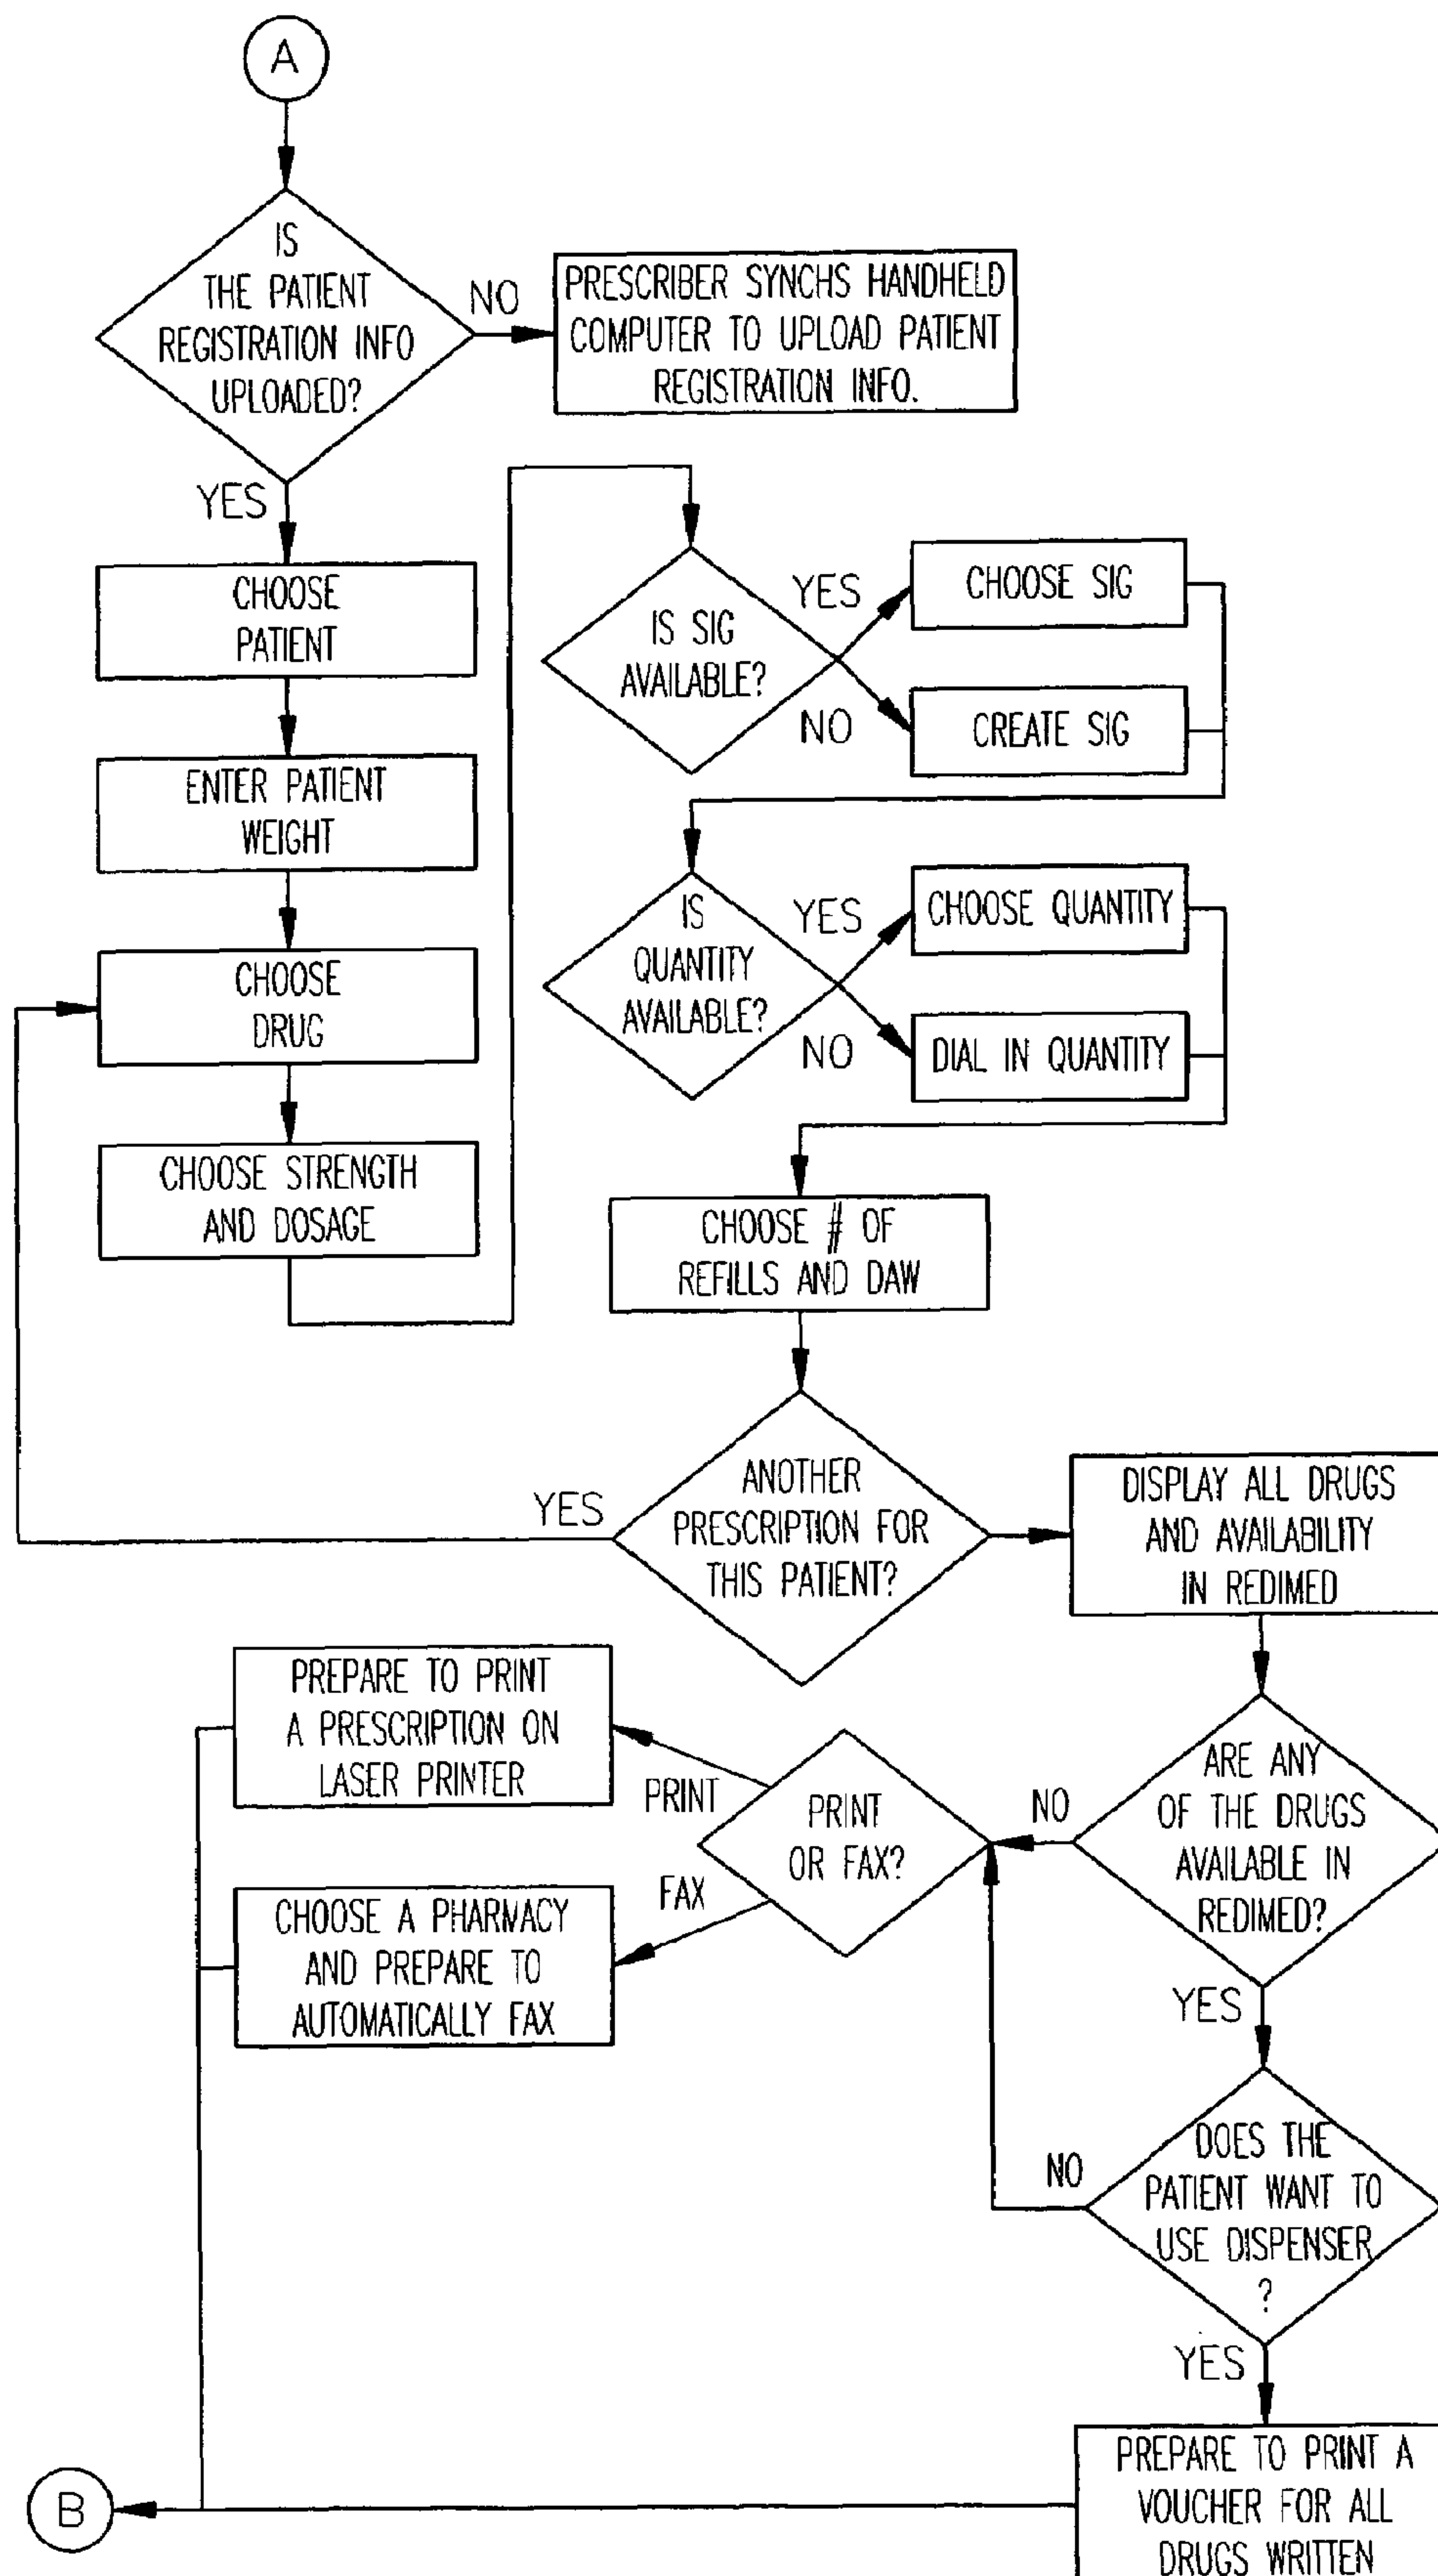 A
IS
THE PATIENT
REGISTRATION INFO
UPLOADED?
NO
PRESCRIBER SYNCHS HANDHELD
COMPUTER TO UPLOAD PATIENT
REGISTRATION INFO.
YES
CHOOSE
PATIENT
ENTER PATIENT
WEIGHT
CHOOSE
DRUG
CHOOSE STRENGTH
AND DOSAGE
IS SIG
AVAILABLE?
YES
CHOOSE SIG
NO
CREATE SIG
IS
QUANTITY
AVAILABLE?
YES
CHOOSE QUANTITY
NO
DIAL IN QUANTITY
CHOOSE # OF
REFILLS AND DAW
ANOTHER
PRESCRIPTION FOR
THIS PATIENT?
YES
DISPLAY ALL DRUGS
AND AVAILABILITY
IN REDIMED
ARE ANY
OF THE DRUGS
AVAILABLE IN
REDIMED?
NO
PRINT
OR FAX?
PRINT
PREPARE TO PRINT
A PRESCRIPTION ON
LASER PRINTER
FAX
CHOOSE A PHARMACY
AND PREPARE TO
AUTOMATICALLY FAX
YES
DOES THE
PATIENT WANT TO
USE DISPENSER
?
NO
YES
PREPARE TO PRINT A
VOUCHER FOR ALL
DRUGS WRITTEN
B